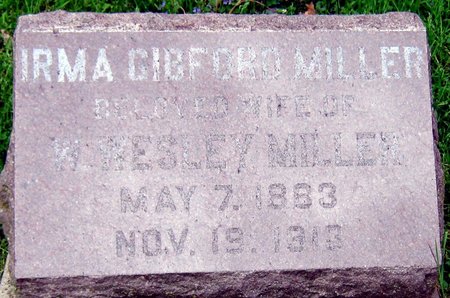 IRMA GIBFORD MILLER
BELOVED WIFE OF
W. WESLEY MILLER
MAY 7, 1883
NOV. 19, 1913